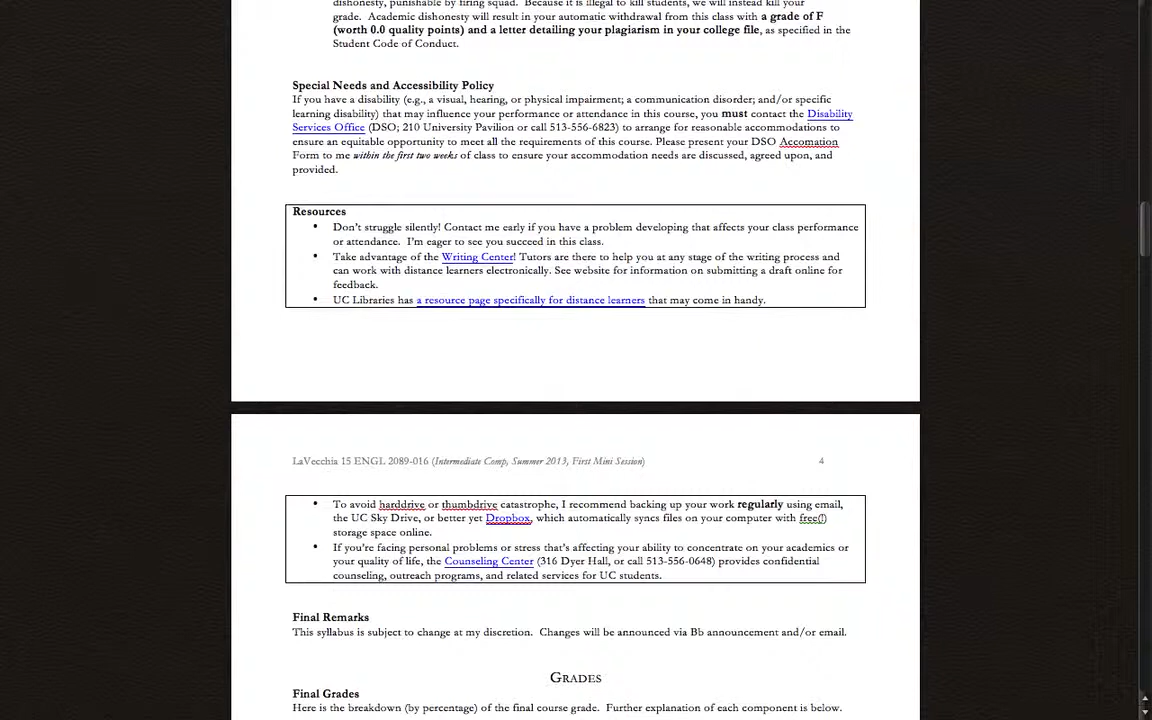 dishonesty, punishable by firing squad.  Because it is illegal to kill students, we will instead kill your
grade.  Academic dishonesty will result in your automatic withdrawal from this class with a grade of F
(worth 0.0 quality points) and a letter detailing your plagiarism in your college file, as specified in the
Student Code of Conduct.
Special Needs and Accessibility Policy
If you have a disability (e.g., a visual, hearing, or physical impairment; a communication disorder; and/or specific
learning disability) that may influence your performance or attendance in this course, you must contact the Disability
Services Office (DSO; 210 University Pavilion or call 513-556-6823) to arrange for reasonable accommodations to
ensure an equitable opportunity to meet all the requirements of this course. Please present your DSO Accomation
Form to me within the first two weeks of class to ensure your accommodation needs are discussed, agreed upon, and
provided.
Resources
• Don't struggle silently! Contact me early if you have a problem developing that affects your class performance
or attendance.  I'm eager to see you succeed in this class.
• Take advantage of the Writing Center! Tutors are there to help you at any stage of the writing process and
can work with distance learners electronically. See website for information on submitting a draft online for
feedback.
• UC Libraries has a resource page specifically for distance learners that may come in handy.
LaVecchia 15 ENGL 2089-016 (Intermediate Comp, Summer 2013, First Mini Session) 4
• To avoid harddrive or thumbdrive catastrophe, I recommend backing up your work regularly using email,
the UC Sky Drive, or better yet Dropbox, which automatically syncs files on your computer with free(!)
storage space online.
• If you're facing personal problems or stress that's affecting your ability to concentrate on your academics or
your quality of life, the Counseling Center (316 Dyer Hall, or call 513-556-0648) provides confidential
counseling, outreach programs, and related services for UC students.
Final Remarks
This syllabus is subject to change at my discretion.  Changes will be announced via Bb announcement and/or email.
GRADES
Final Grades
Here is the breakdown (by percentage) of the final course grade.  Further explanation of each component is below.